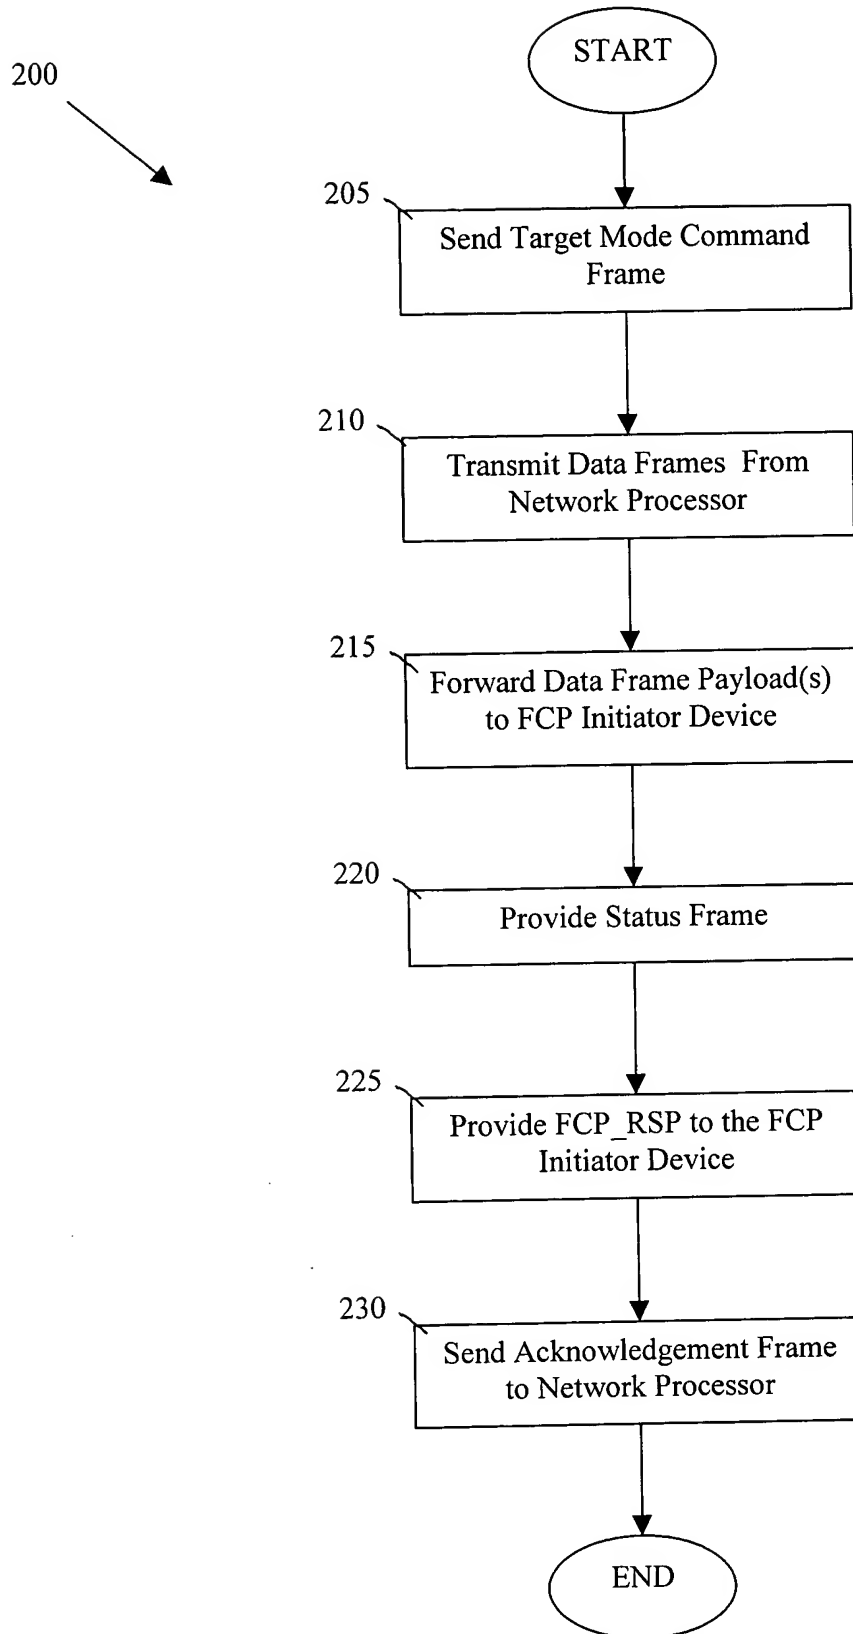 START
200
205
Send Target Mode Command
Frame
210
Transmit Data Frames From
Network Processor
215
Forward Data Frame Payload(s)
to FCP Initiator Device
220
Provide Status Frame
225
Provide FCP_RSP to the FCP
Initiator Device
230
Send Acknowledgement Frame
to Network Processor
END